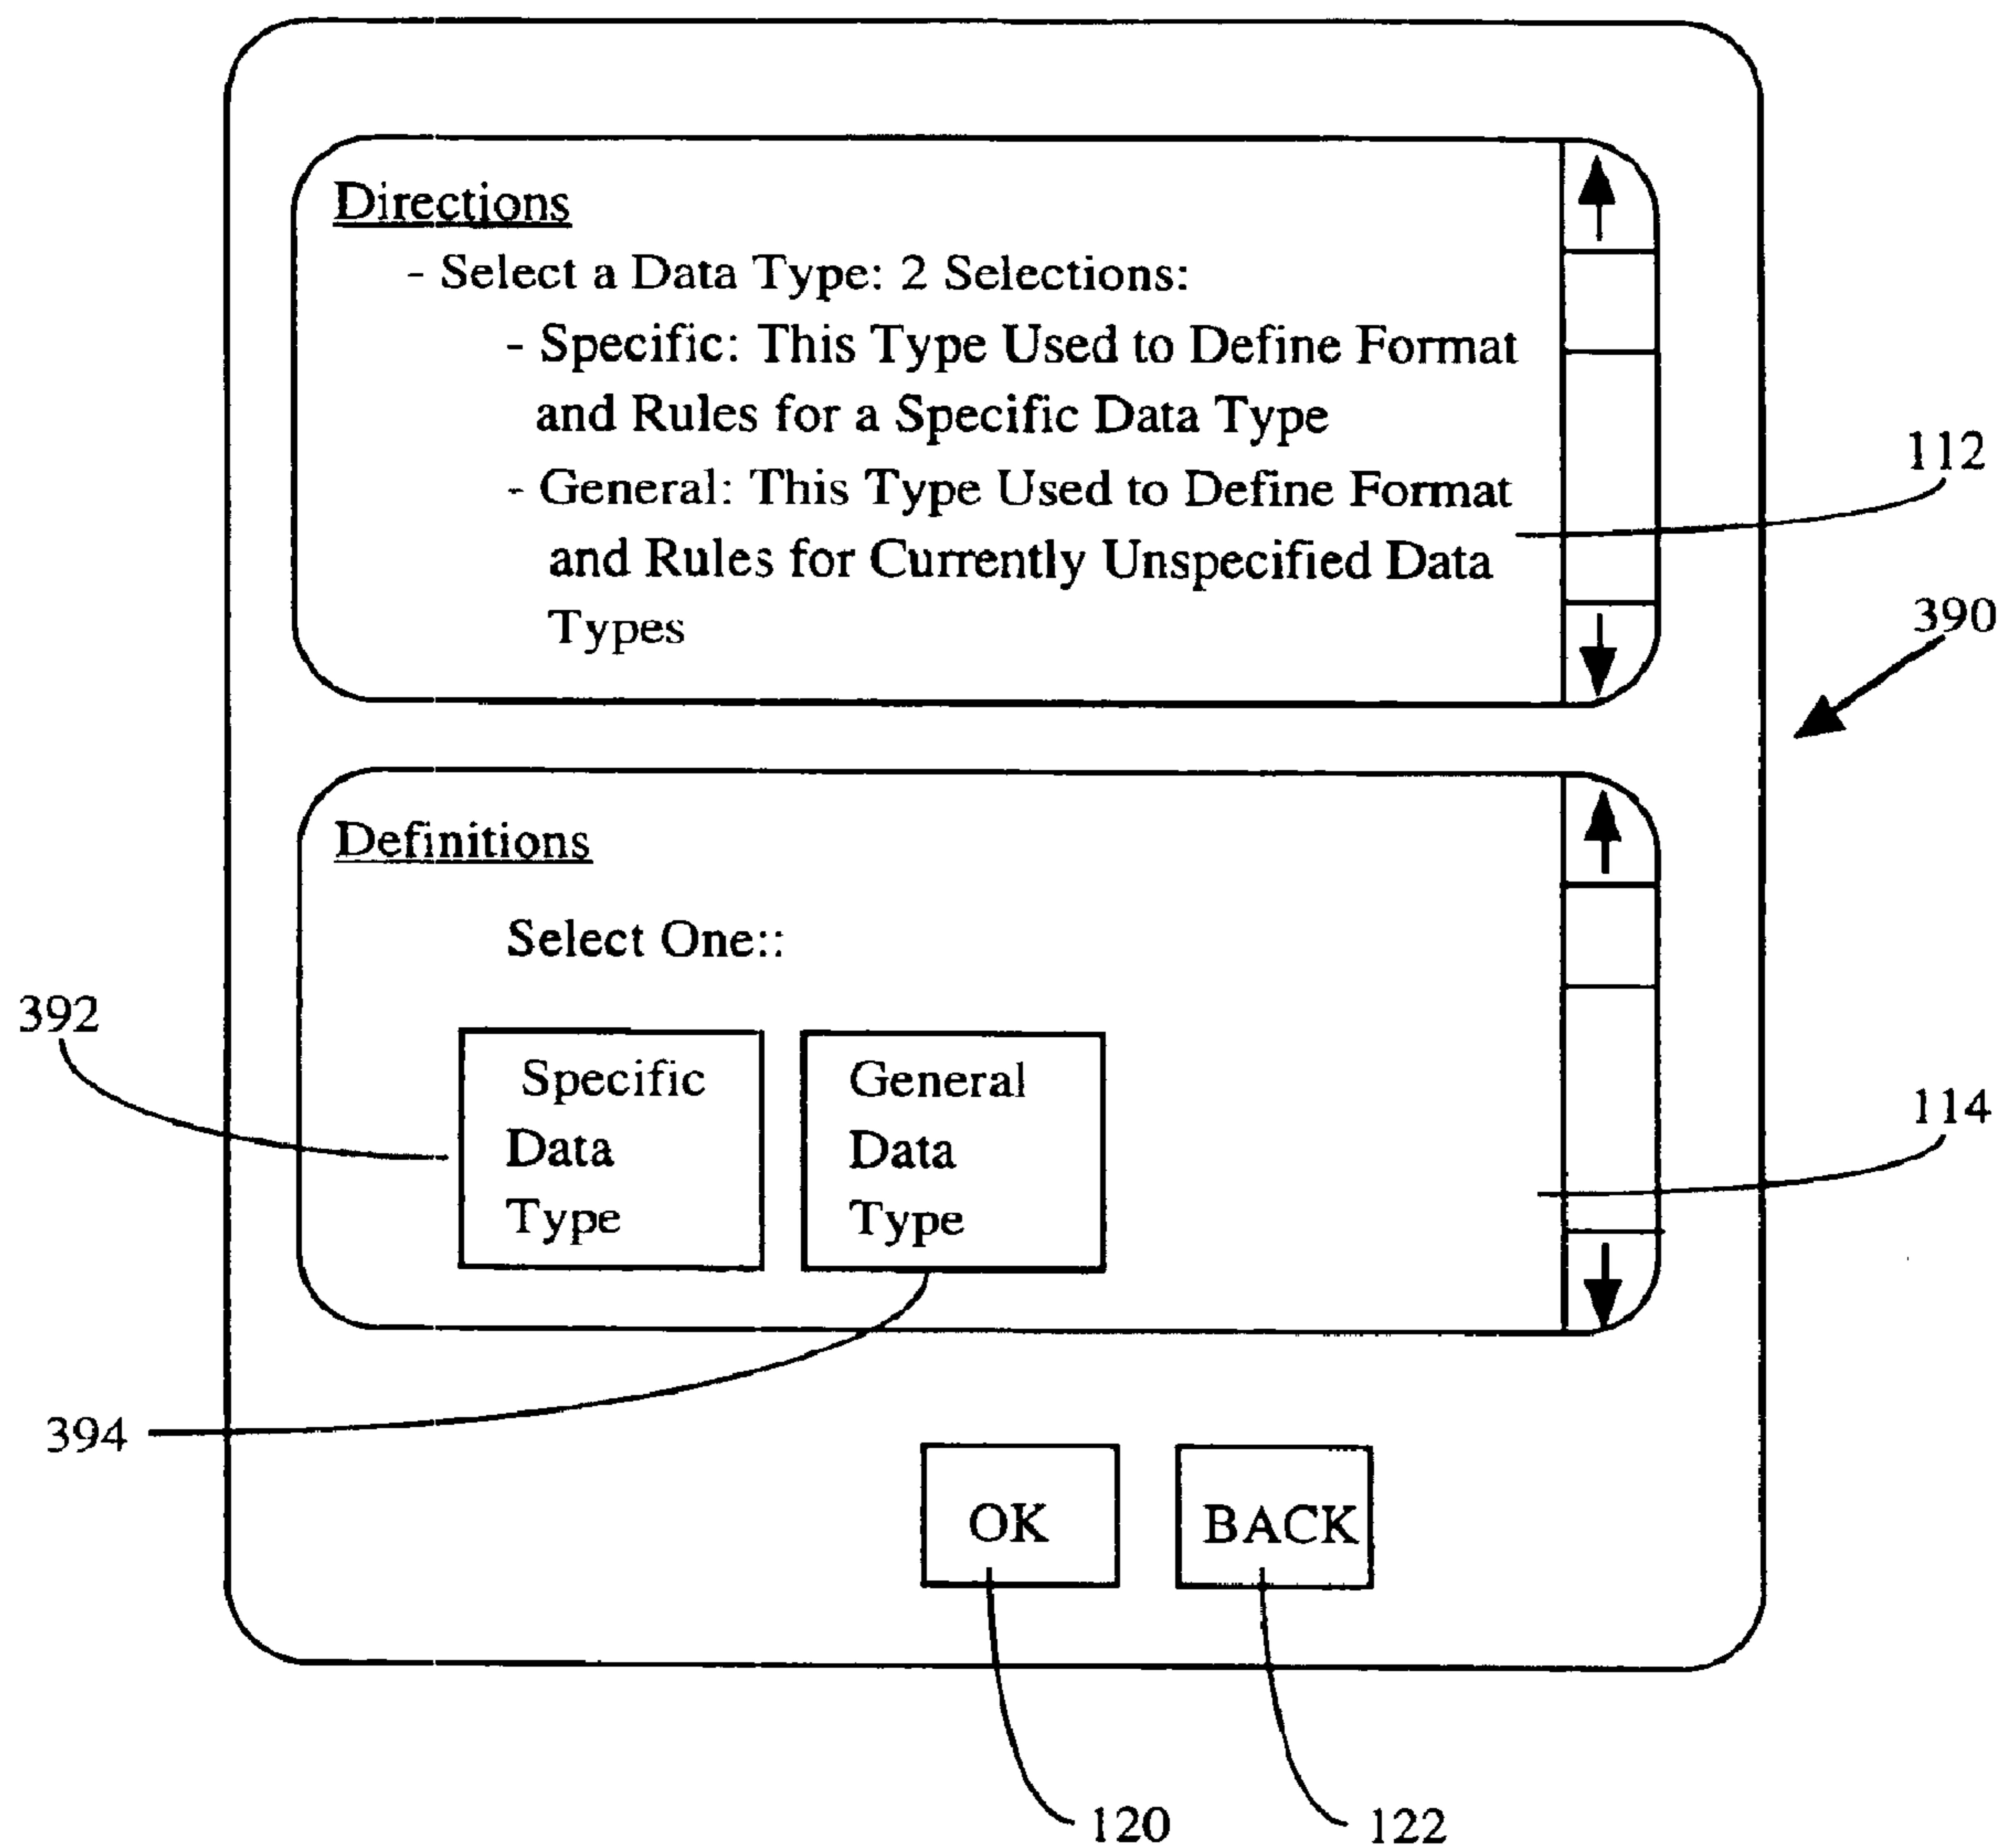 Directions
- Select a Data Type: 2 Selections:
- Specific: This Type Used to Define Format
and Rules for a Specific Data Type
- General: This Type Used to Define Format
and Rules for Currently Unspecified Data
Types
112
390
Definitions
Select One::
392
Specific
Data
Type
General
Data
Type
114
394
OK
BACK
120
122